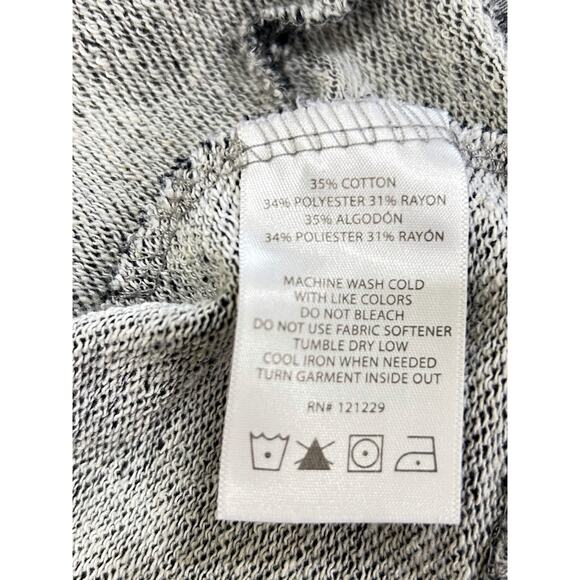 35% COTTON
34% POLYESTER 31% RAYON
35% ALGODÓN
34% POLIESTER 31% RAYÓN
MACHINE WASH COLD
WITH LIKE COLORS
DO NOT BLEACH
DO NOT USE FABRIC SOFTENER
TUMBLE DRY LOW
COOL IRON WHEN NEEDED
TURN GARMENT INSIDE OUT
RN# 121229